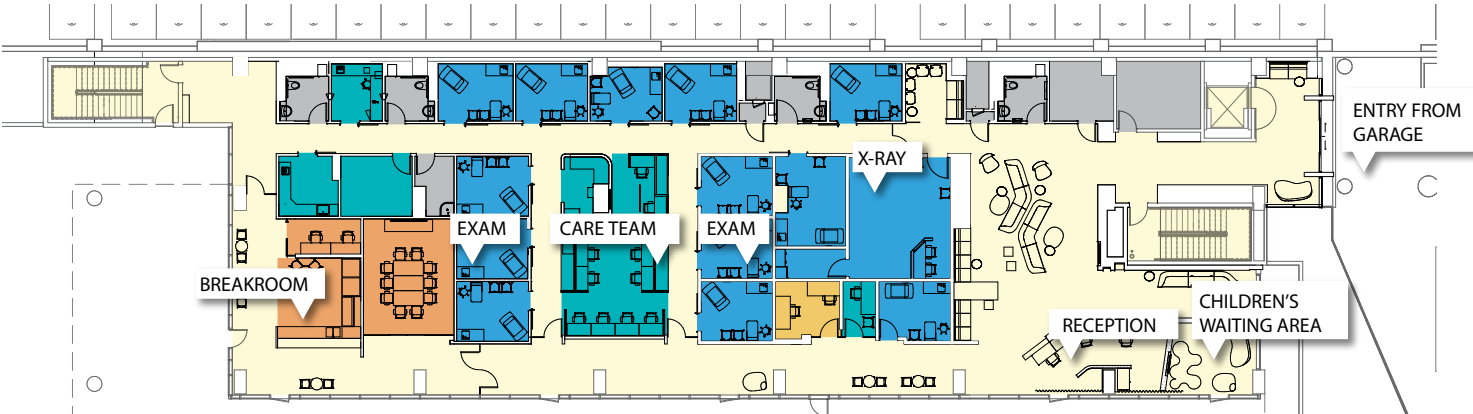 ENTRY FROM
GARAGE
X-RAY
EXAM
CARE TEAM
EXAM
BREAKROOM
CHILDREN'S
WAITING AREA
RECEPTION